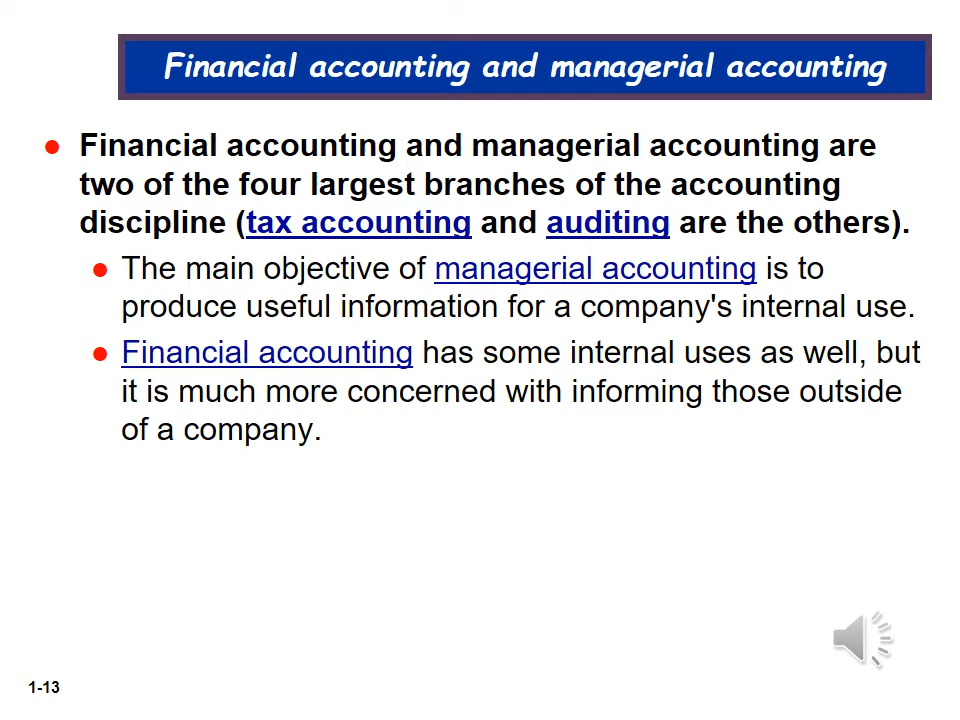 Financial accounting and managerial accounting
Financial accounting and managerial accounting are
two of the four largest branches of the accounting
discipline (tax accounting and auditing are the others).
The main objective of managerial accounting is to
produce useful information for a company's internal use.
Financial accounting has some internal uses as well, but
it is much more concerned with informing those outside
of a company.
1-13